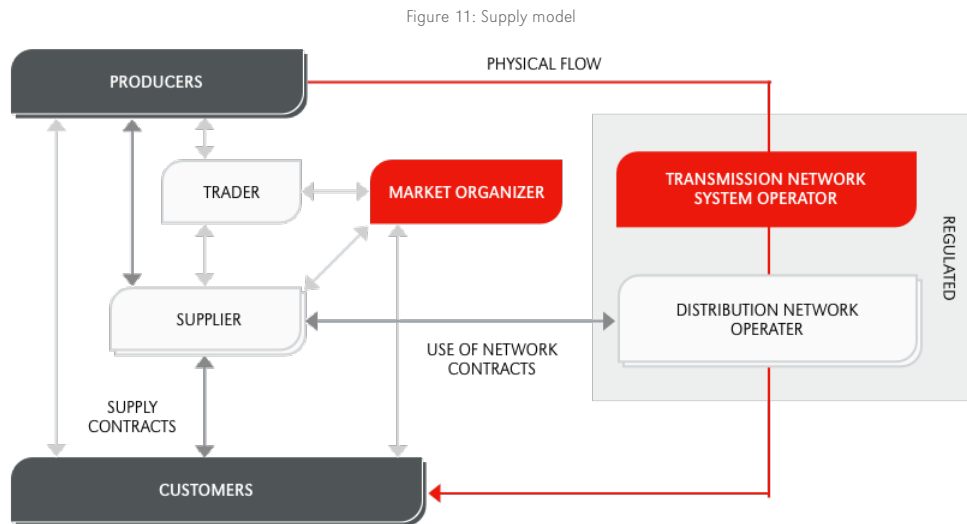 Figure 11: Supply model
PHYSICAL FLOW
PRODUCERS
TRADER
MARKET ORGANIZER
TRANSMISSION NETWORK
SYSTEM OPERATOR
REGULATED
SUPPLIER
DISTRIBUTION NETWORK
OPERATER
USE OF NETWORK
CONTRACTS
SUPPLY
CONTRACTS
CUSTOMERS